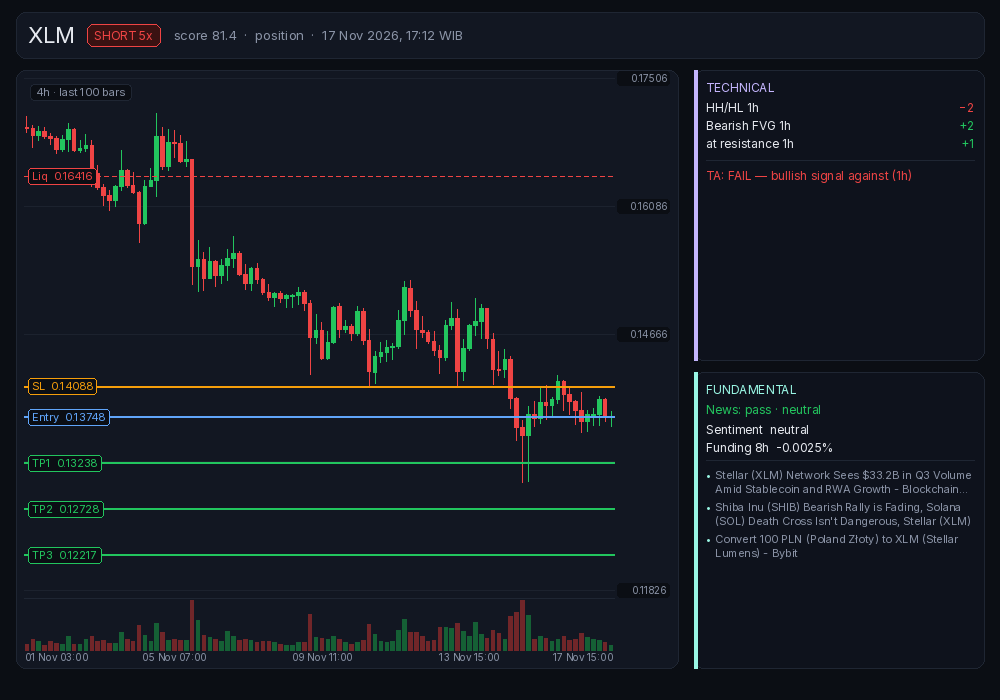 XLM SHORT 5x score 81.4 · position · 17 Nov 2026, 17:12 WIB
4h · last 100 bars
0.17506
Liq 0.16416
0.16086
0.14666
SL 0.14088
Entry 0.13748
TP1 0.13238
TP2 0.12728
TP3 0.12217
0.11826
01 Nov 03:00 05 Nov 07:00 09 Nov 11:00 13 Nov 15:00 17 Nov 15:00
TECHNICAL
HH/HL 1h −2
Bearish FVG 1h +2
at resistance 1h +1
TA: FAIL — bullish signal against (1h)
FUNDAMENTAL
News: pass · neutral
Sentiment neutral
Funding 8h -0.0025%
• Stellar (XLM) Network Sees $33.2B in Q3 Volume
Amid Stablecoin and RWA Growth - Blockchain…
• Shiba Inu (SHIB) Bearish Rally is Fading, Solana
(SOL) Death Cross Isn't Dangerous, Stellar (XLM)
• Convert 100 PLN (Poland Złoty) to XLM (Stellar
Lumens) - Bybit